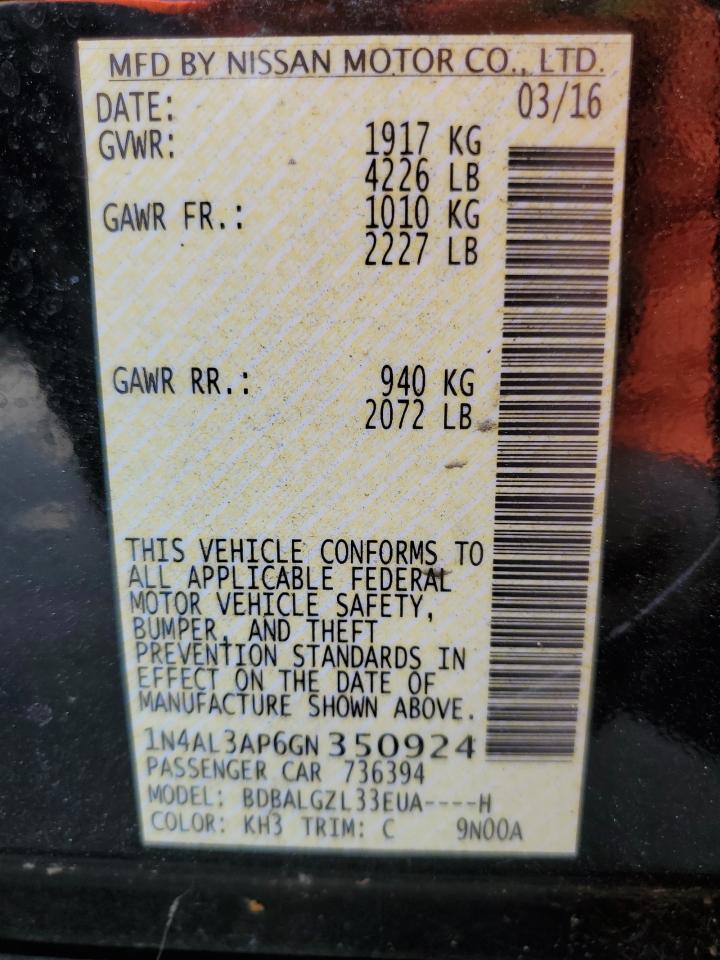 MFD BY NISSAN MOTOR CO., LTD.
DATE: 03/16
GVWR: 1917 KG
4226 LB
GAWR FR.: 1010 KG
2227 LB
GAWR RR.: 940 KG
2072 LB
THIS VEHICLE CONFORMS TO
ALL APPLICABLE FEDERAL
MOTOR VEHICLE SAFETY,
BUMPER, AND THEFT
PREVENTION STANDARDS IN
EFFECT ON THE DATE OF
MANUFACTURE SHOWN ABOVE.
1N4AL3AP6GN350924
PASSENGER CAR 736394
MODEL: BDBALGZL33EUA----H
COLOR: KH3 TRIM: C 9N00A